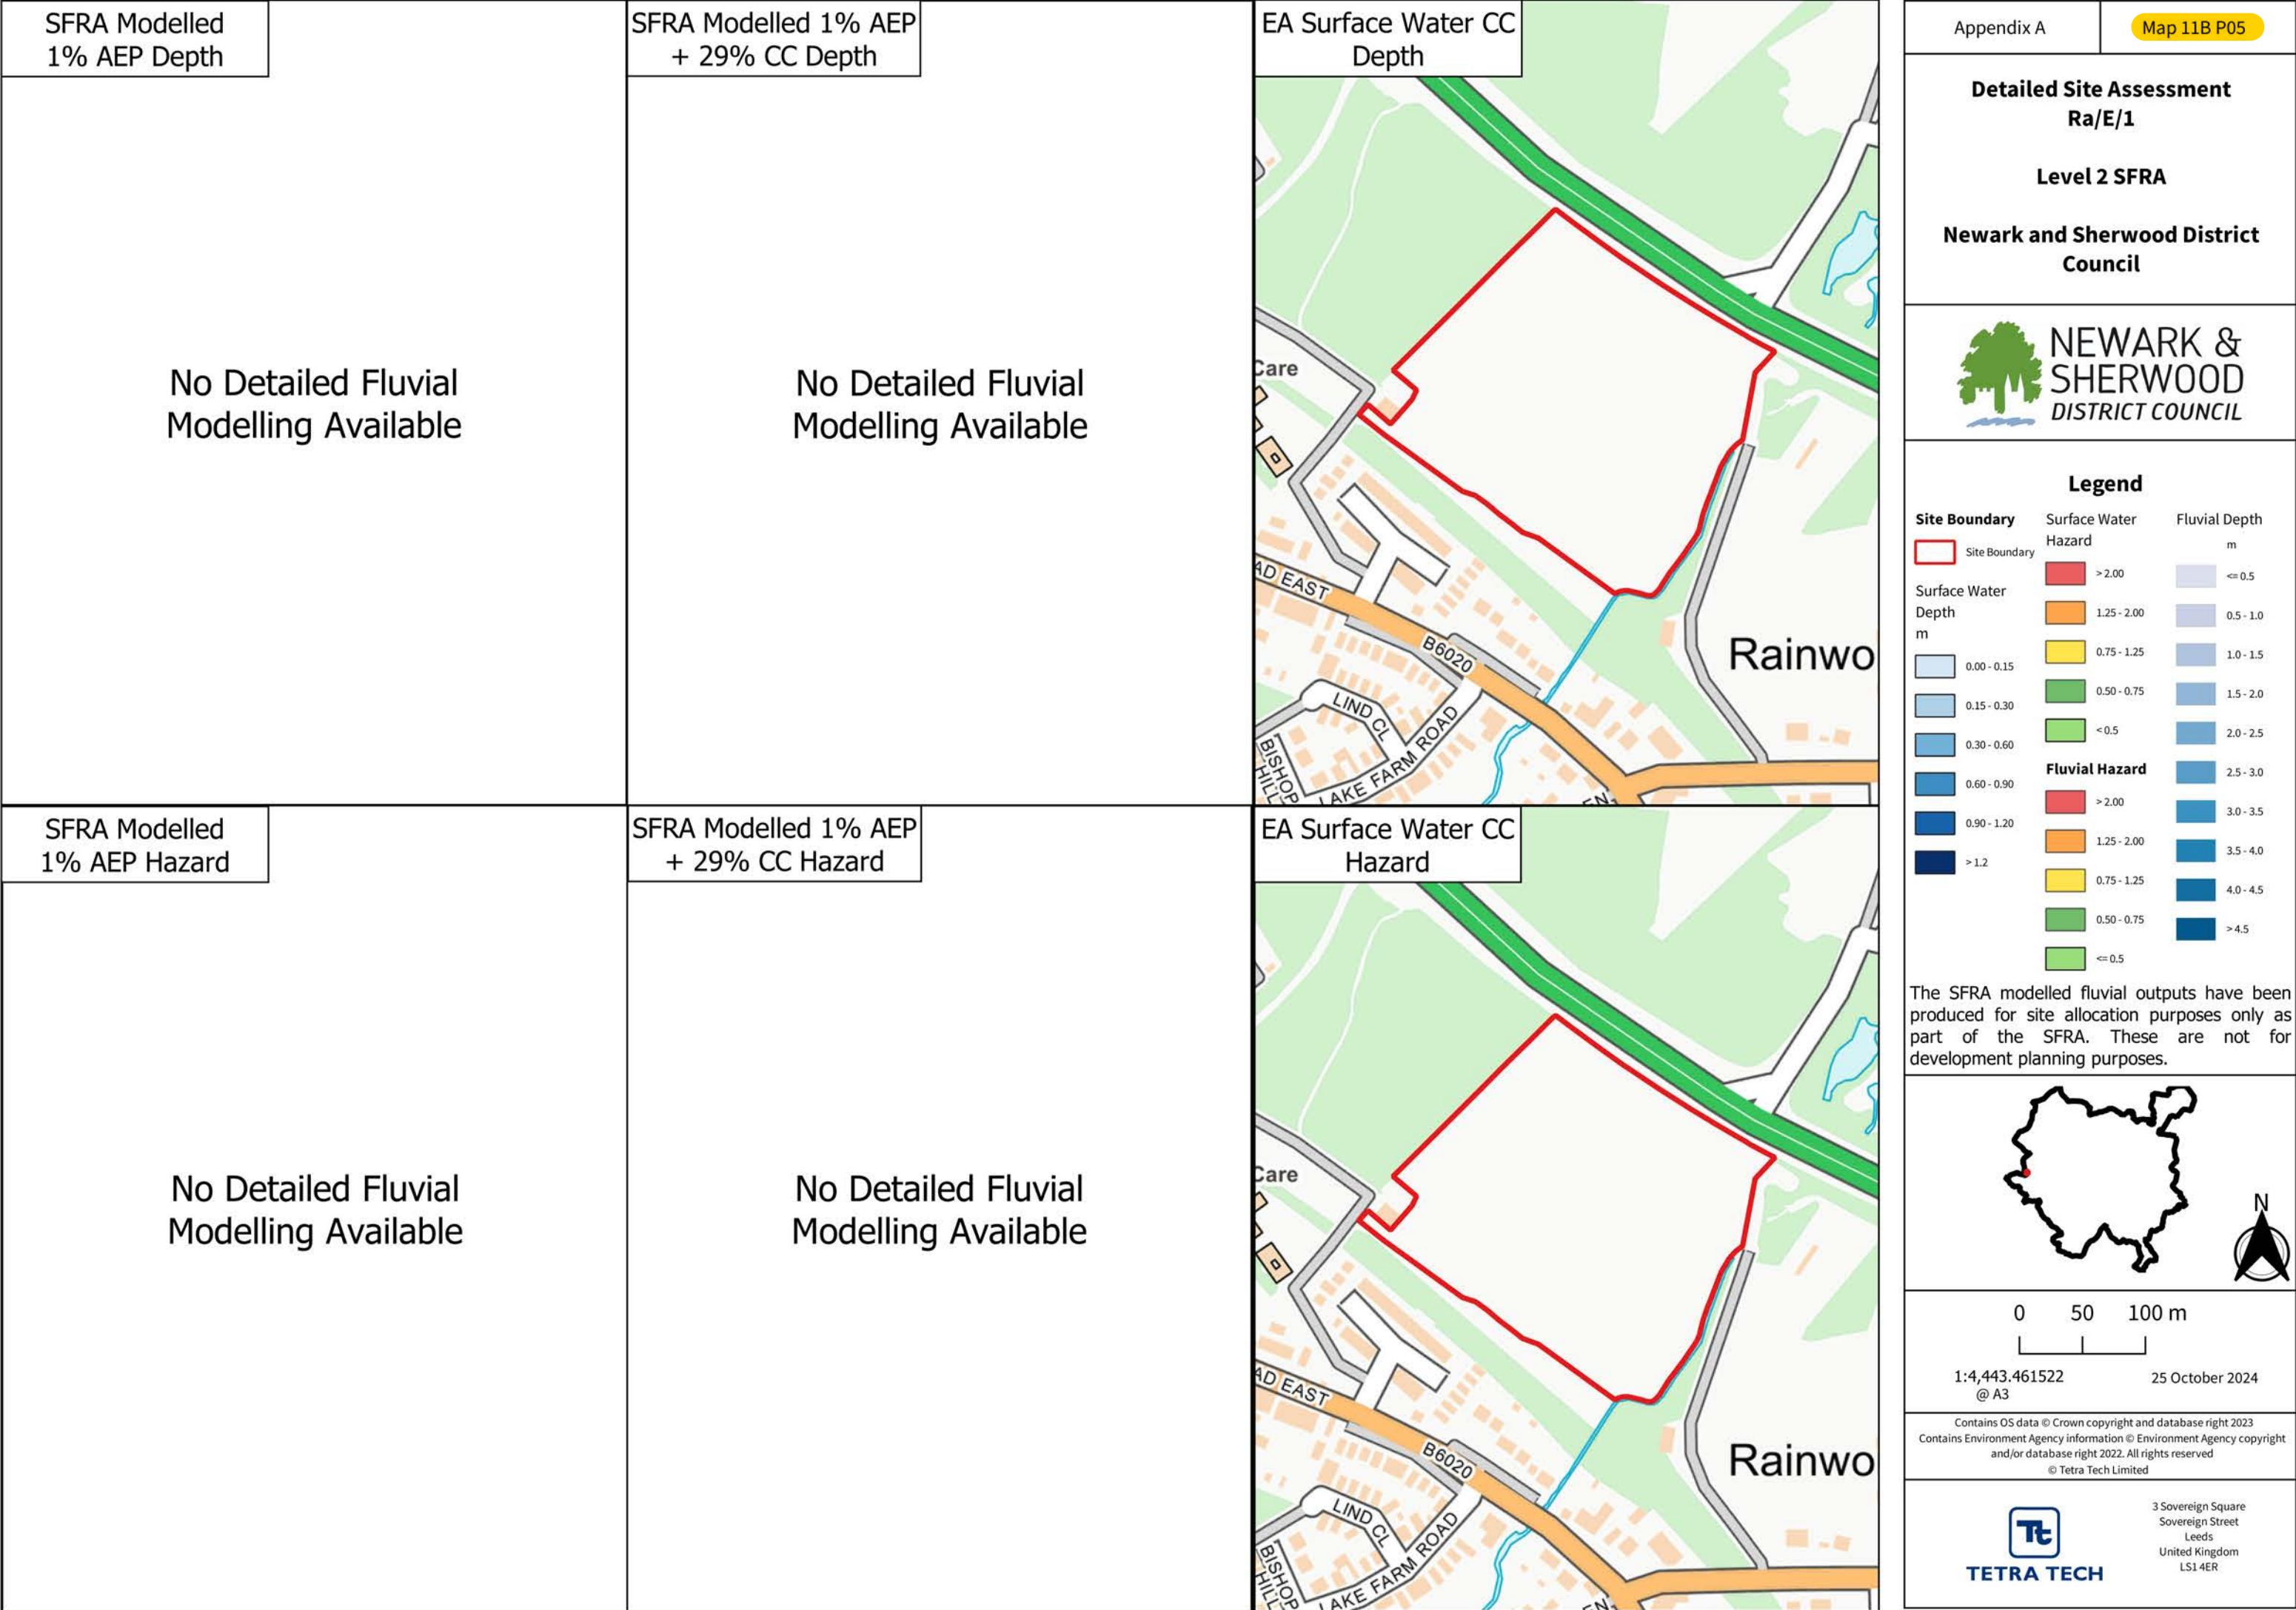 SFRA Modelled
1% AEP Depth
No Detailed Fluvial
Modelling Available
SFRA Modelled 1% AEP
+ 29% CC Depth
No Detailed Fluvial
Modelling Available
EA Surface Water CC
Depth
Care
AD EAST
B6020
LIND CL
LAKE FARM ROAD
BISHOP
HILL
Rainwo
SFRA Modelled
1% AEP Hazard
No Detailed Fluvial
Modelling Available
SFRA Modelled 1% AEP
+ 29% CC Hazard
No Detailed Fluvial
Modelling Available
EA Surface Water CC
Hazard
Care
AD EAST
B6020
LIND CL
LAKE FARM ROAD
BISHOP
HILL
Rainwo
Appendix A
Map 11B P05
Detailed Site Assessment
Ra/E/1
Level 2 SFRA
Newark and Sherwood District
Council
NEWARK &
SHERWOOD
DISTRICT COUNCIL
Legend
Site Boundary
Site Boundary
Surface Water
Depth
m
0.00 - 0.15
0.15 - 0.30
0.30 - 0.60
0.60 - 0.90
0.90 - 1.20
> 1.2
Surface Water
Hazard
> 2.00
1.25 - 2.00
0.75 - 1.25
0.50 - 0.75
< 0.5
Fluvial Hazard
> 2.00
1.25 - 2.00
0.75 - 1.25
0.50 - 0.75
<= 0.5
Fluvial Depth
m
<= 0.5
0.5 - 1.0
1.0 - 1.5
1.5 - 2.0
2.0 - 2.5
2.5 - 3.0
3.0 - 3.5
3.5 - 4.0
4.0 - 4.5
> 4.5
The SFRA modelled fluvial outputs have been
produced for site allocation purposes only as
part of the SFRA. These are not for
development planning purposes.
N
0 50 100 m
1:4,443.461522
@ A3
25 October 2024
Contains OS data © Crown copyright and database right 2023
Contains Environment Agency information © Environment Agency copyright
and/or database right 2022. All rights reserved
© Tetra Tech Limited
Tt
TETRA TECH
3 Sovereign Square
Sovereign Street
Leeds
United Kingdom
LS1 4ER